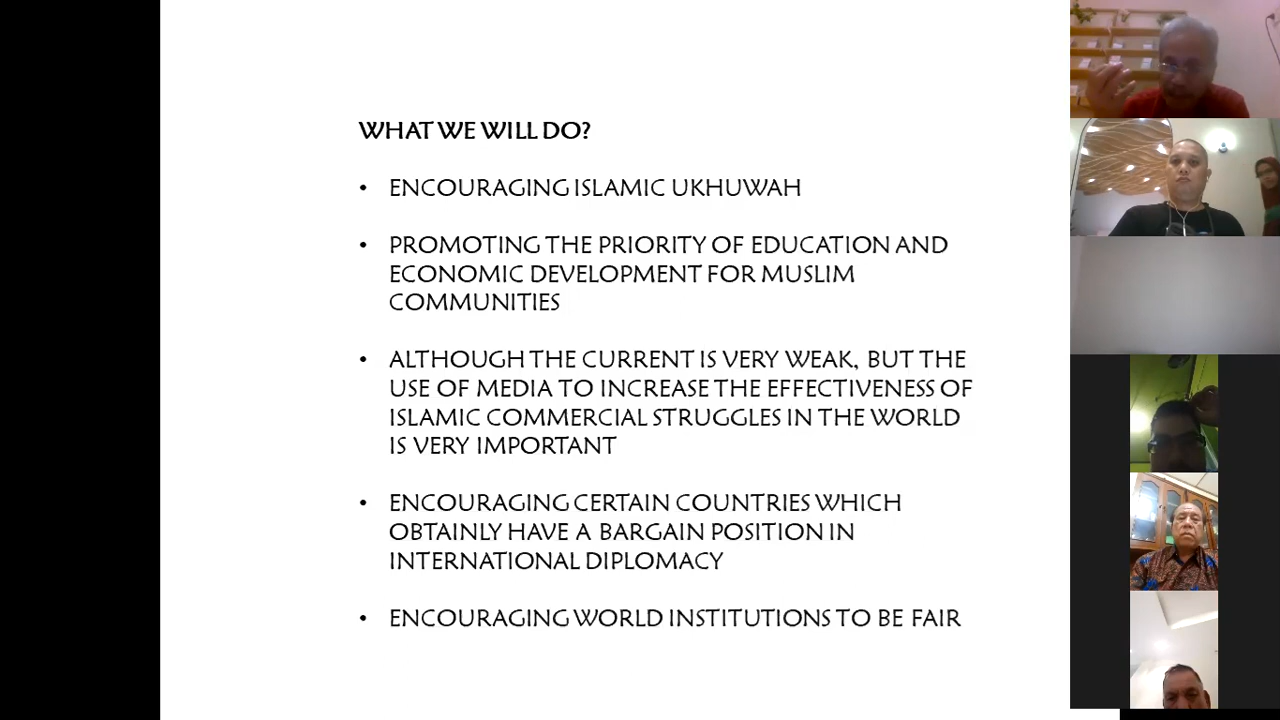 WHAT WE WILL DO?
• ENCOURAGING ISLAMIC UKHUWAH
• PROMOTING THE PRIORITY OF EDUCATION AND
ECONOMIC DEVELOPMENT FOR MUSLIM
COMMUNITIES
• ALTHOUGH THE CURRENT IS VERY WEAK, BUT THE
USE OF MEDIA TO INCREASE THE EFFECTIVENESS OF
ISLAMIC COMMERCIAL STRUGGLES IN THE WORLD
IS VERY IMPORTANT
• ENCOURAGING CERTAIN COUNTRIES WHICH
OBTAINLY HAVE A BARGAIN POSITION IN
INTERNATIONAL DIPLOMACY
• ENCOURAGING WORLD INSTITUTIONS TO BE FAIR